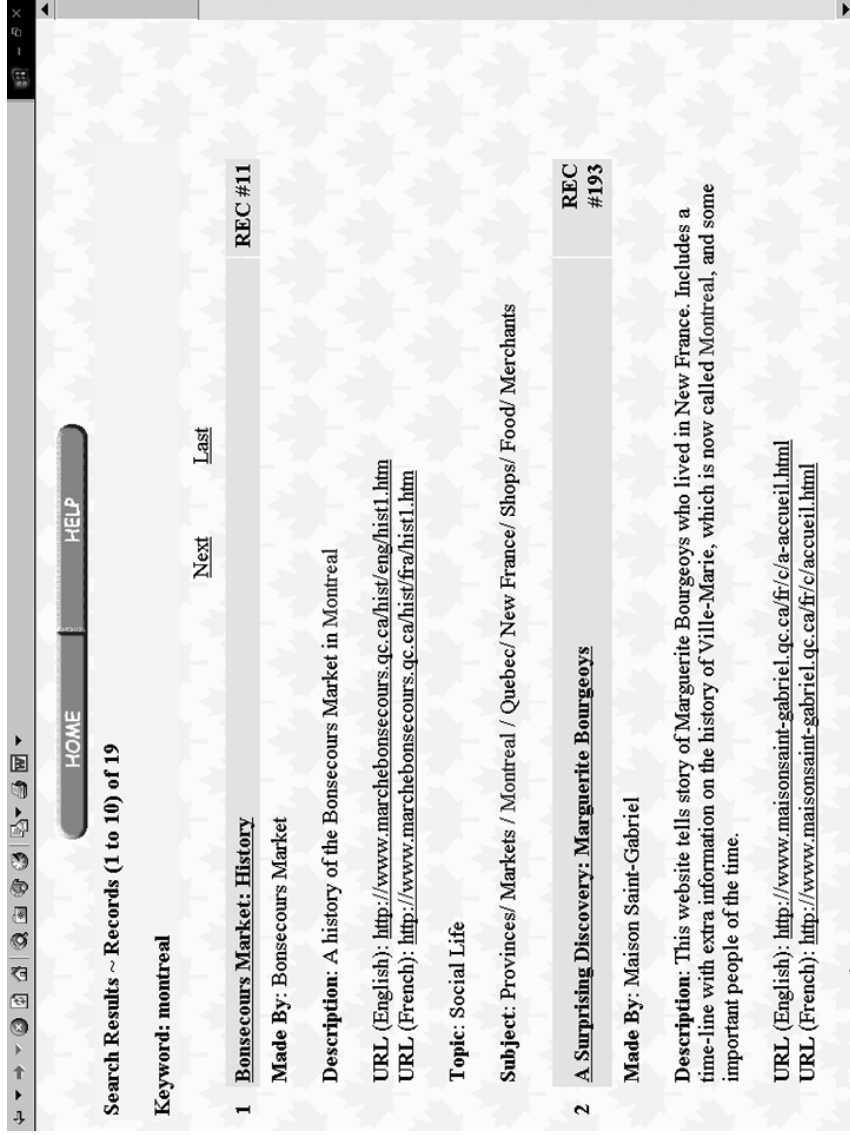 HOME HELP
Search Results ~ Records (1 to 10) of 19
Keyword: montreal
Next Last
1 Bonsecours Market: History REC #11
Made By: Bonsecours Market
Description: A history of the Bonsecours Market in Montreal
URL (English): http://www.marchebonsecours.qc.ca/hist/eng/hist1.htm
URL (French): http://www.marchebonsecours.qc.ca/hist/fra/hist1.htm
Topic: Social Life
Subject: Provinces/ Markets / Montreal / Quebec/ New France/ Shops/ Food/ Merchants
2 A Surprising Discovery: Marguerite Bourgeoys REC
#193
Made By: Maison Saint-Gabriel
Description: This website tells story of Marguerite Bourgeoys who lived in New France. Includes a
time-line with extra information on the history of Ville-Marie, which is now called Montreal, and some
important people of the time.
URL (English): http://www.maisonsaint-gabriel.qc.ca/fr/c/a-accueil.html
URL (French): http://www.maisonsaint-gabriel.qc.ca/fr/c/accueil.html